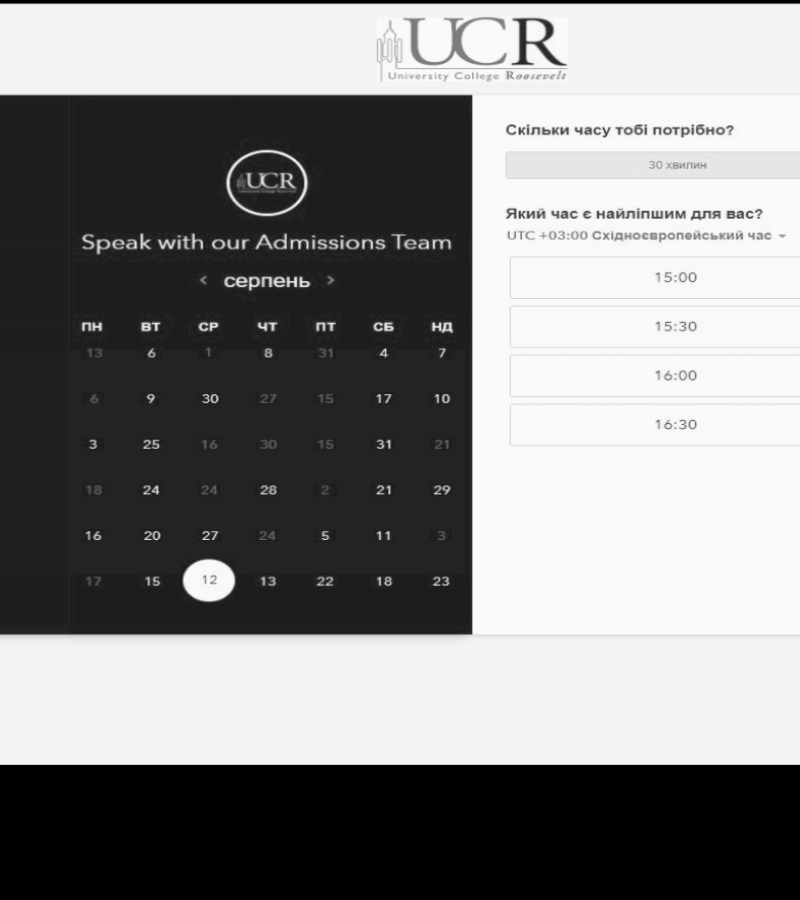 UCR
University College Roosevelt
Скільки часу тобі потрібно?
30 хвилин
UCR
Який час є найліпшим для вас?
Speak with our Admissions Team
UTC +03:00 Східноєвропейський час
< серпень >
15:00
ПН ВТ СР ЧТ ПТ СБ НД
15:30
13 6 1 8 31 4 7
16:00
6 9 30 27 15 17 10
16:30
3 25 16 30 15 31 21
18 24 24 28 2 21 29
16 20 27 24 5 11 3
17 15 12 13 22 18 23